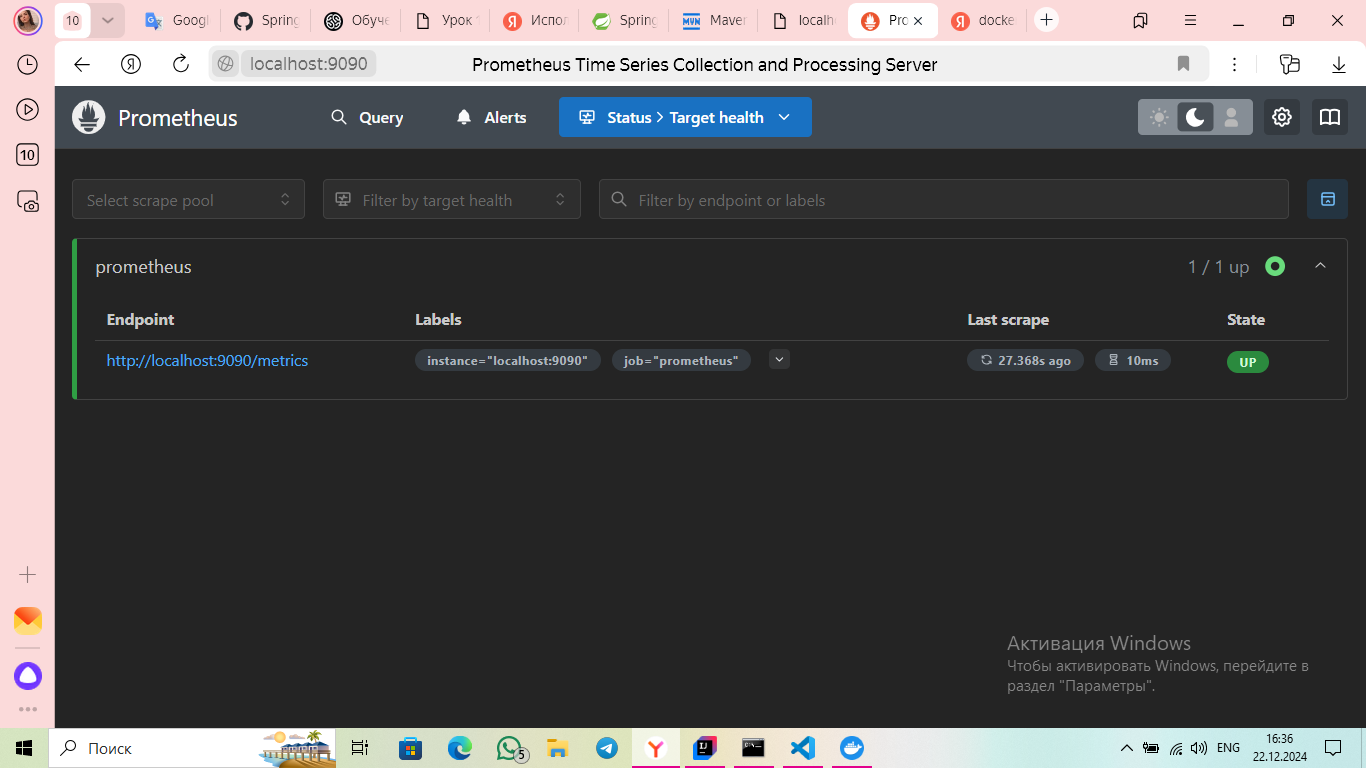 10
Googl
Spring
Обуче
Урок
Испол
Spring
MVN
Maver
localh
Pro
docke
localhost:9090
Prometheus Time Series Collection and Processing Server
10
Prometheus
Query
Alerts
Status > Target health
Select scrape pool
Filter by target health
Filter by endpoint or labels
prometheus
1 / 1 up
Endpoint Labels Last scrape State
http://localhost:9090/metrics instance="localhost:9090" job="prometheus" 27.368s ago 10ms UP
Активация Windows
Чтобы активировать Windows, перейдите в
раздел "Параметры".
Поиск
5
ENG
16:36
22.12.2024